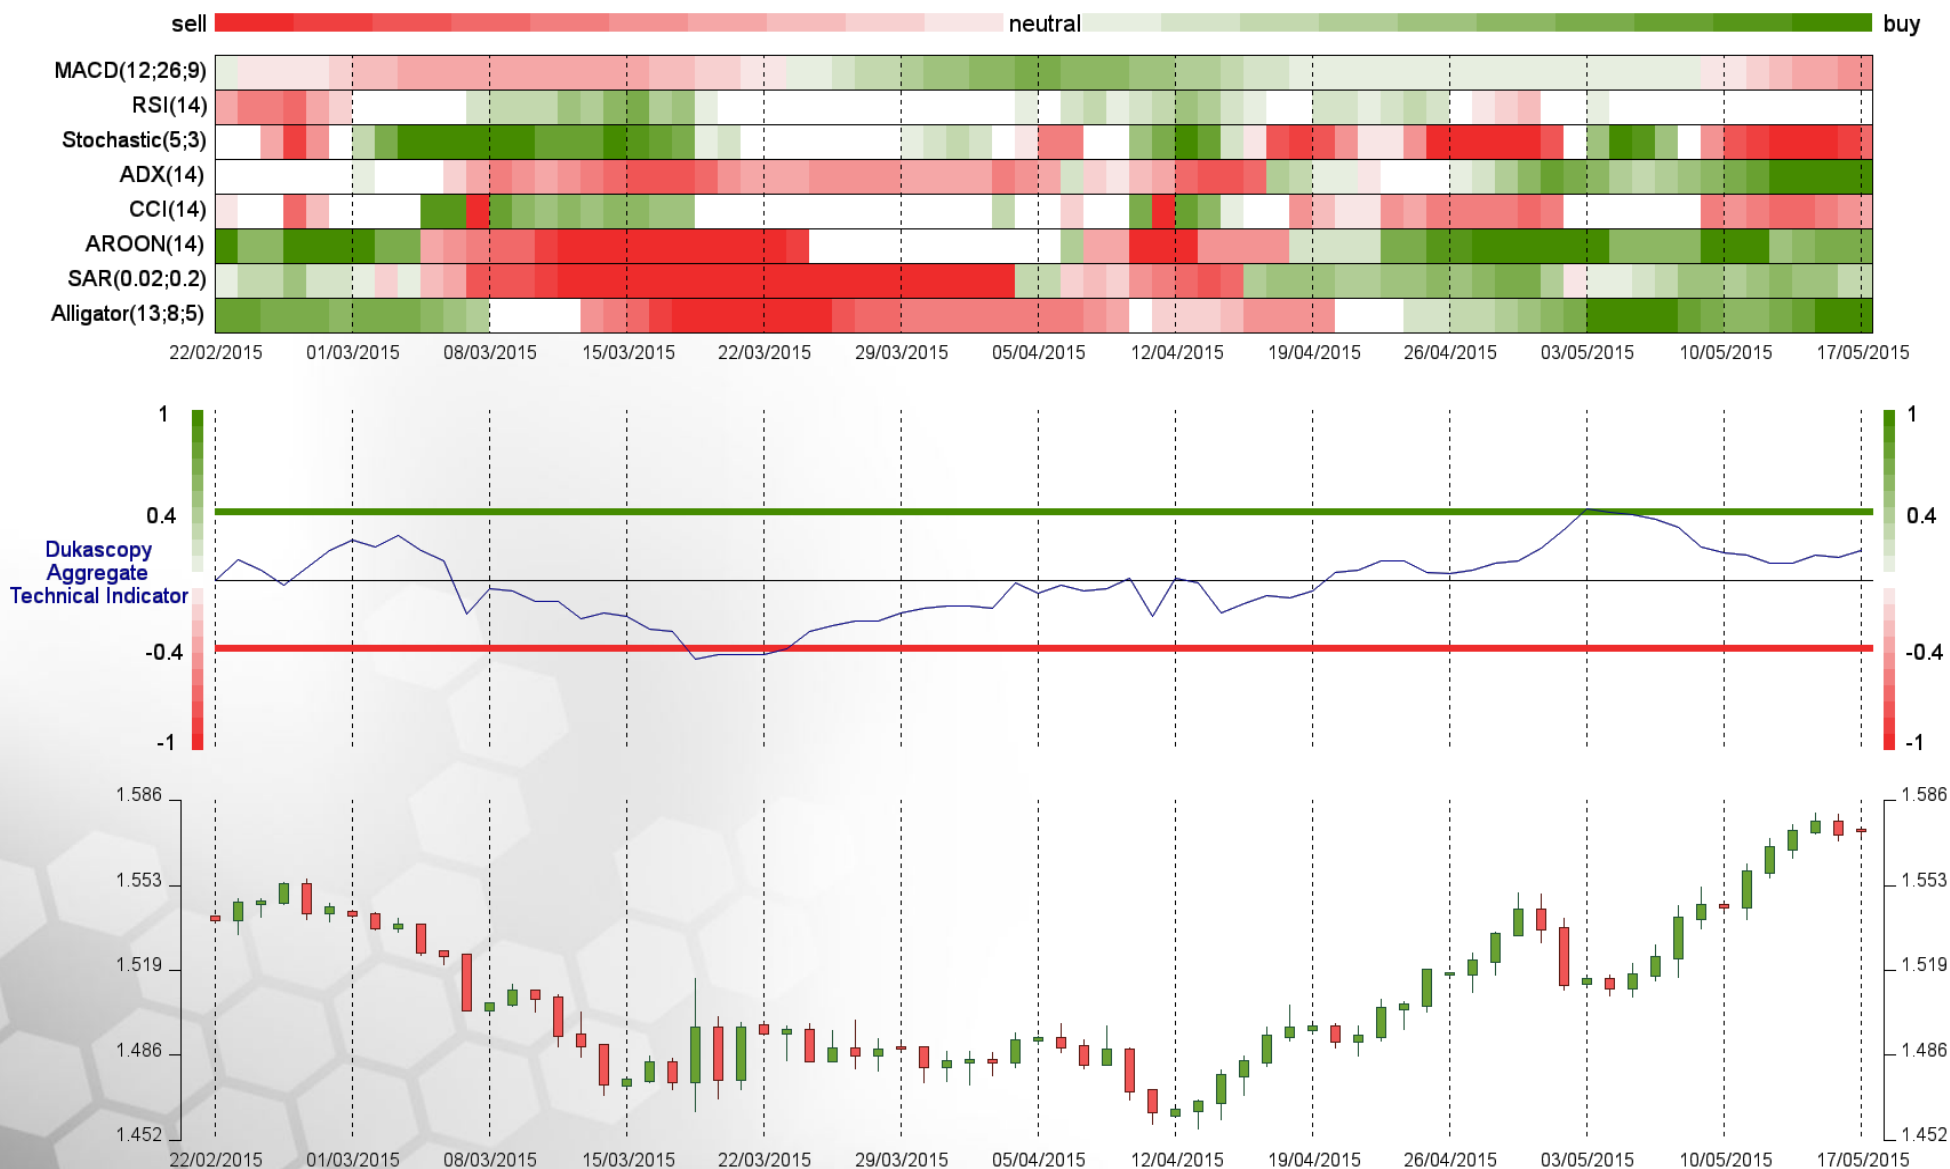 sell neutral buy
MACD(12;26;9)
RSI(14)
Stochastic(5;3)
ADX(14)
CCI(14)
AROON(14)
SAR(0.02;0.2)
Alligator(13;8;5)
22/02/2015 01/03/2015 08/03/2015 15/03/2015 22/03/2015 29/03/2015 05/04/2015 12/04/2015 19/04/2015 26/04/2015 03/05/2015 10/05/2015 17/05/2015
1 1
0.4 0.4
Dukascopy
Aggregate
Technical Indicator
-0.4 -0.4
-1 -1
1.586 1.586
1.553 1.553
1.519 1.519
1.486 1.486
1.452 1.452
22/02/2015 01/03/2015 08/03/2015 15/03/2015 22/03/2015 29/03/2015 05/04/2015 12/04/2015 19/04/2015 26/04/2015 03/05/2015 10/05/2015 17/05/2015